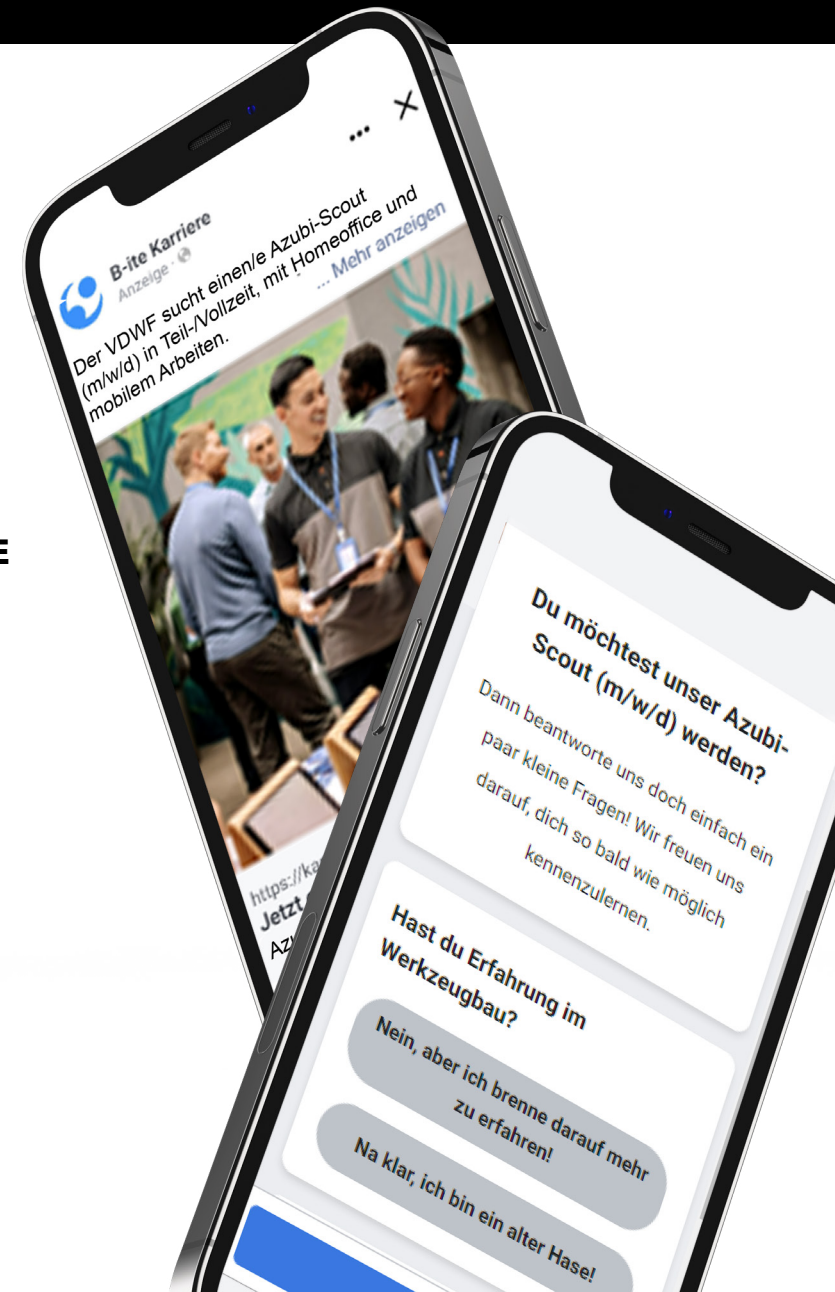 B-ite Karriere
Anzeige ·
Der VDWF sucht einen/e Azubi-Scout
(m/w/d) in Teil-/Vollzeit, mit Homeoffice und
mobilem Arbeiten.
... Mehr anzeigen
https://ka
Jetzt
Az
E
Du möchtest unser Azubi-
Scout (m/w/d) werden?
Dann beantworte uns doch einfach ein
paar kleine Fragen! Wir freuen uns
darauf, dich so bald wie möglich
kennenzulernen.
Hast du Erfahrung im
Werkzeugbau?
Nein, aber ich brenne darauf mehr
zu erfahren!
Na klar, ich bin ein alter Hase!